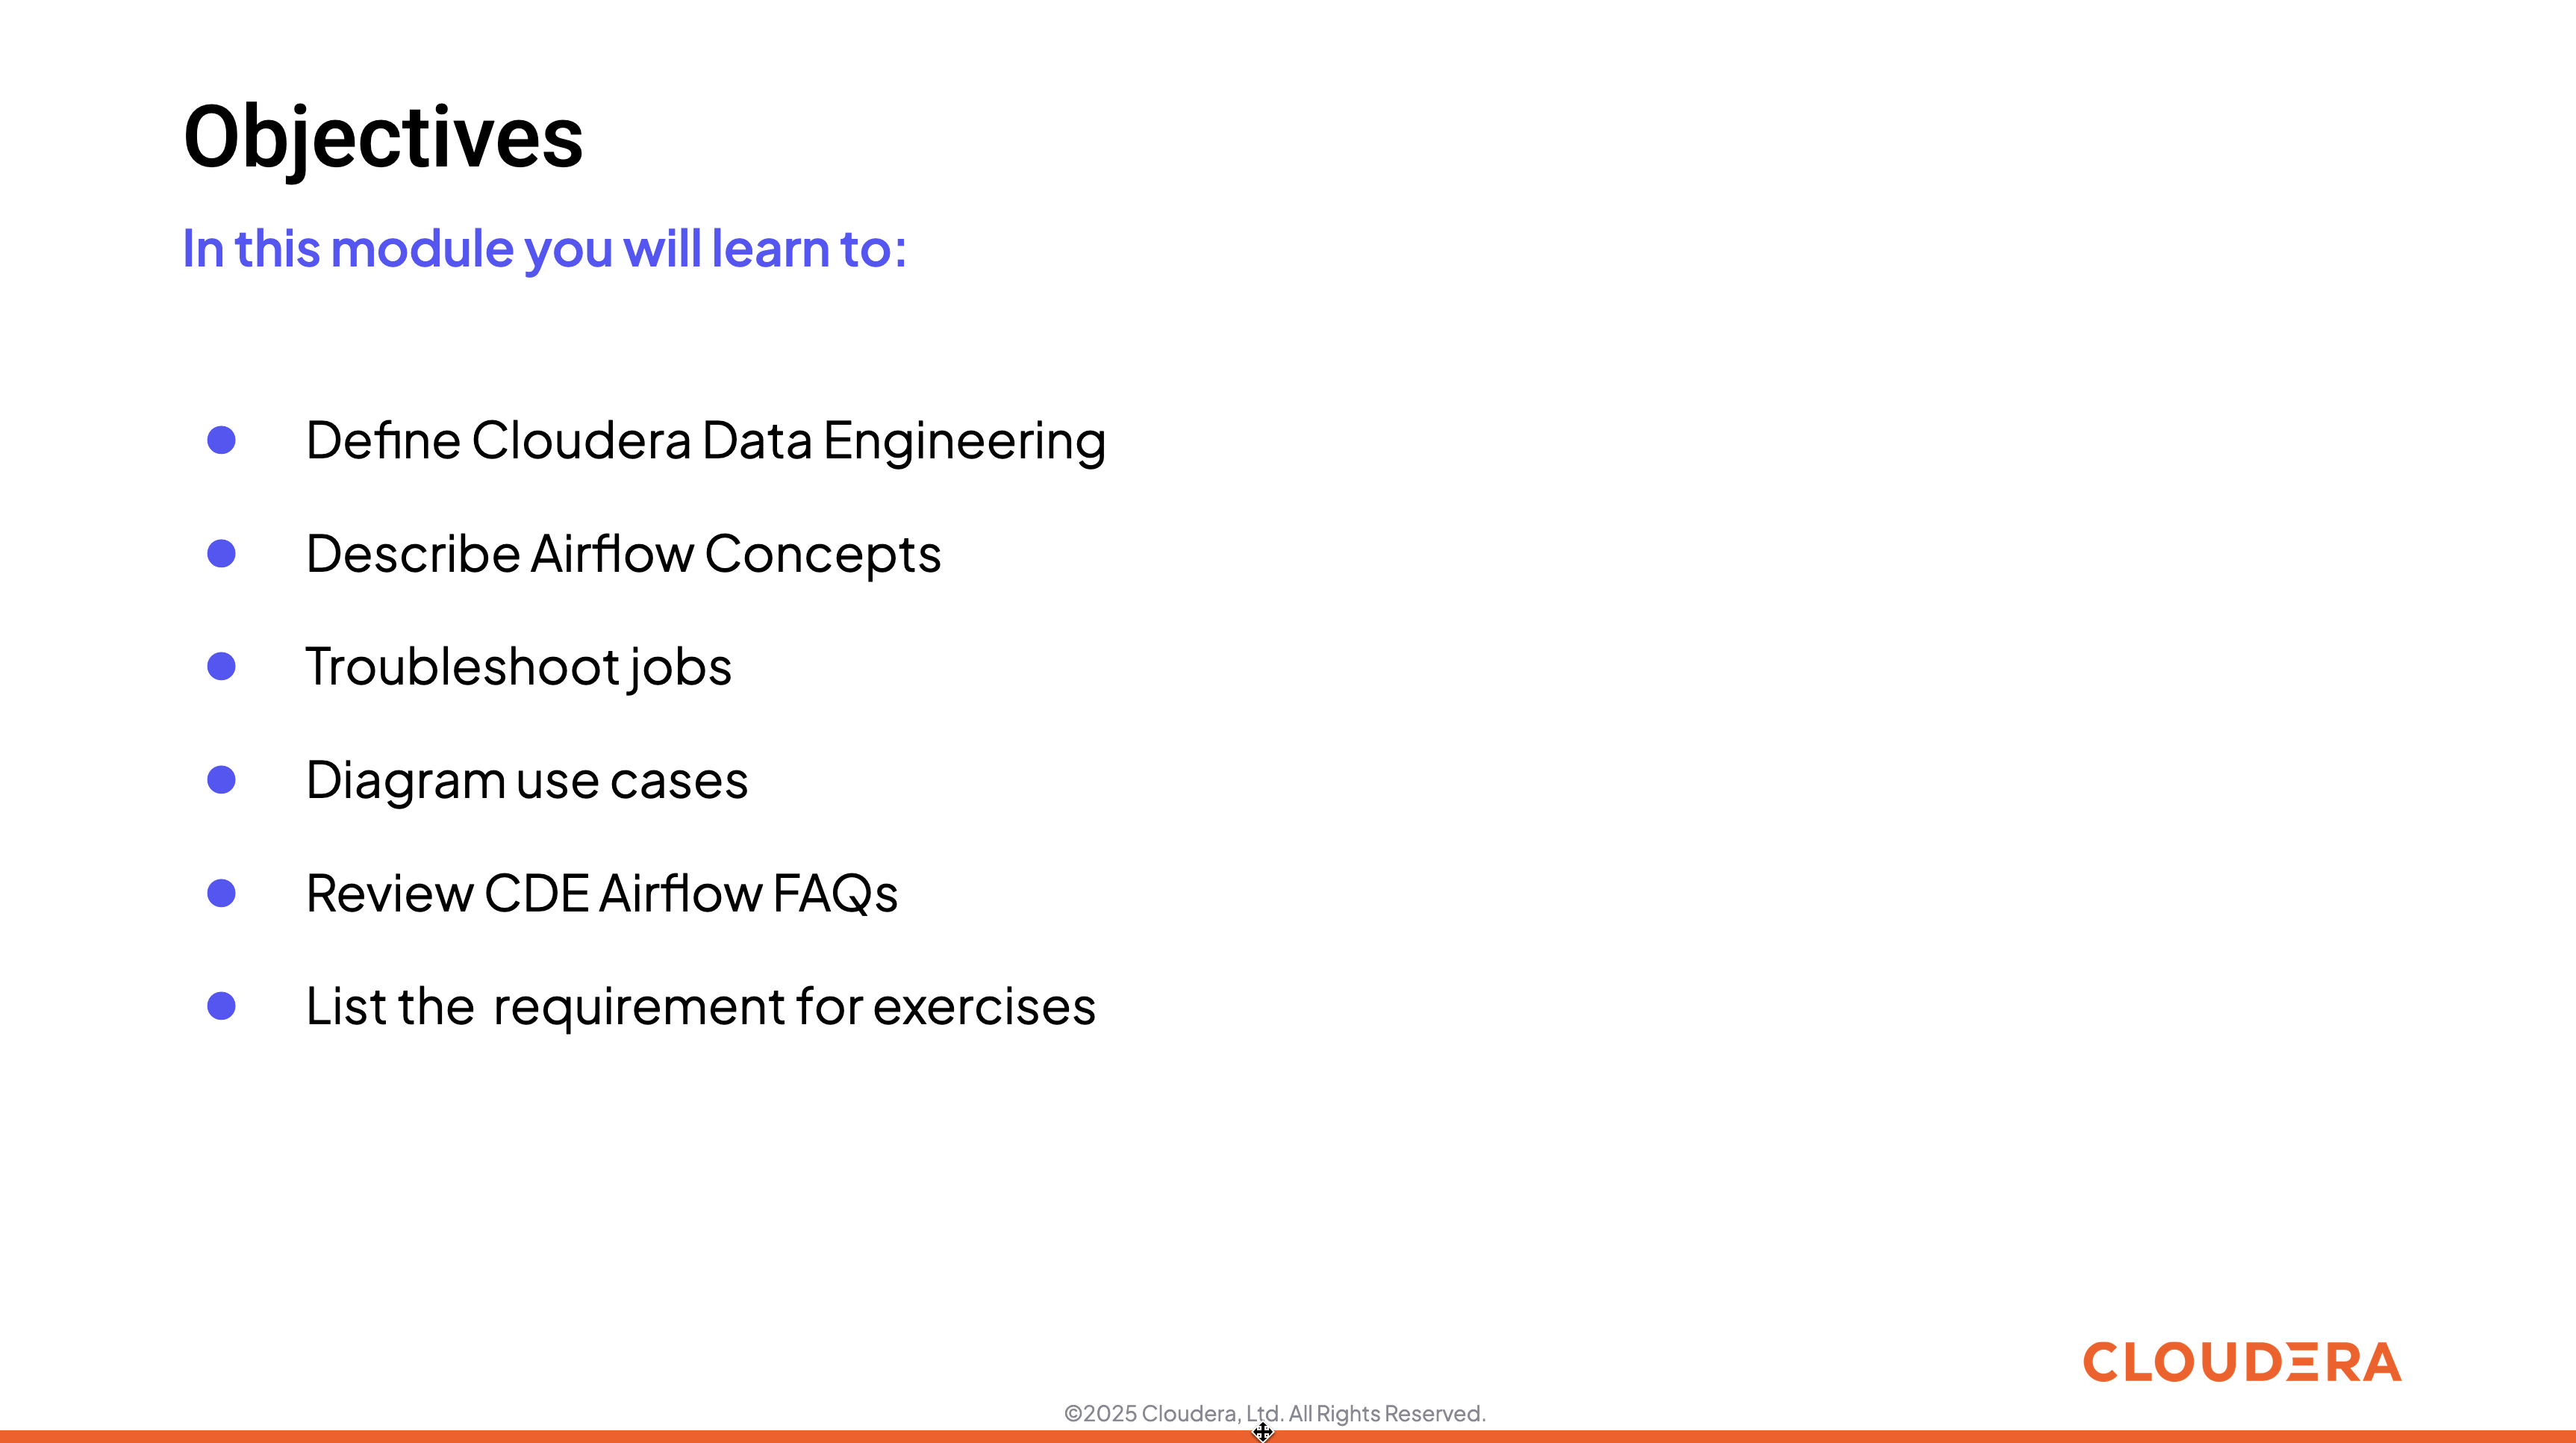 Objectives
In this module you will learn to:
● Define Cloudera Data Engineering
● Describe Airflow Concepts
● Troubleshoot jobs
● Diagram use cases
● Review CDE Airflow FAQs
● List the  requirement for exercises
CLOUDERA
©2025 Cloudera, Ltd. All Rights Reserved.